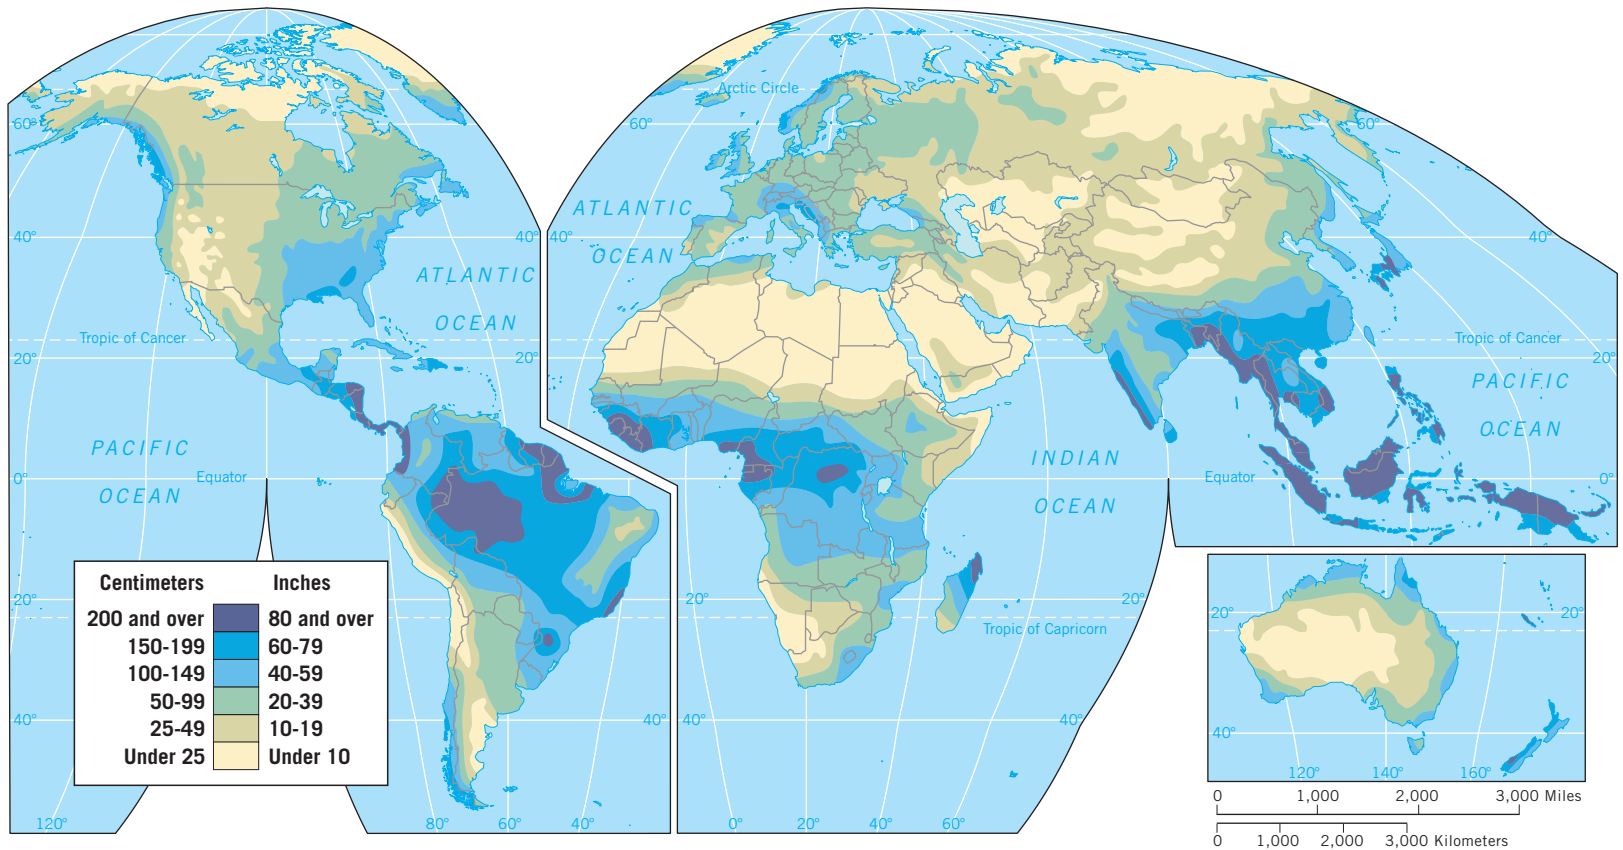 Arctic Circle
60°
60°
60°
60°
ATLANTIC
OCEAN
40°
40°
40°
40°
ATLANTIC
OCEAN
Tropic of Cancer
Tropic of Cancer
20°
20°
20°
PACIFIC
OCEAN
PACIFIC
OCEAN
INDIAN
OCEAN
Equator
Equator
0°
0°
0°
Centimeters Inches
200 and over 80 and over
150-199 60-79
100-149 40-59
50-99 20-39
25-49 10-19
Under 25 Under 10
20°
20°
20°
20°
20°
20°
Tropic of Capricorn
40°
40°
40°
40°
40°
120°
80°
60°
40°
0°
20°
40°
60°
120°
140°
160°
0 1,000 2,000 3,000 Miles
0 1,000 2,000 3,000 Kilometers